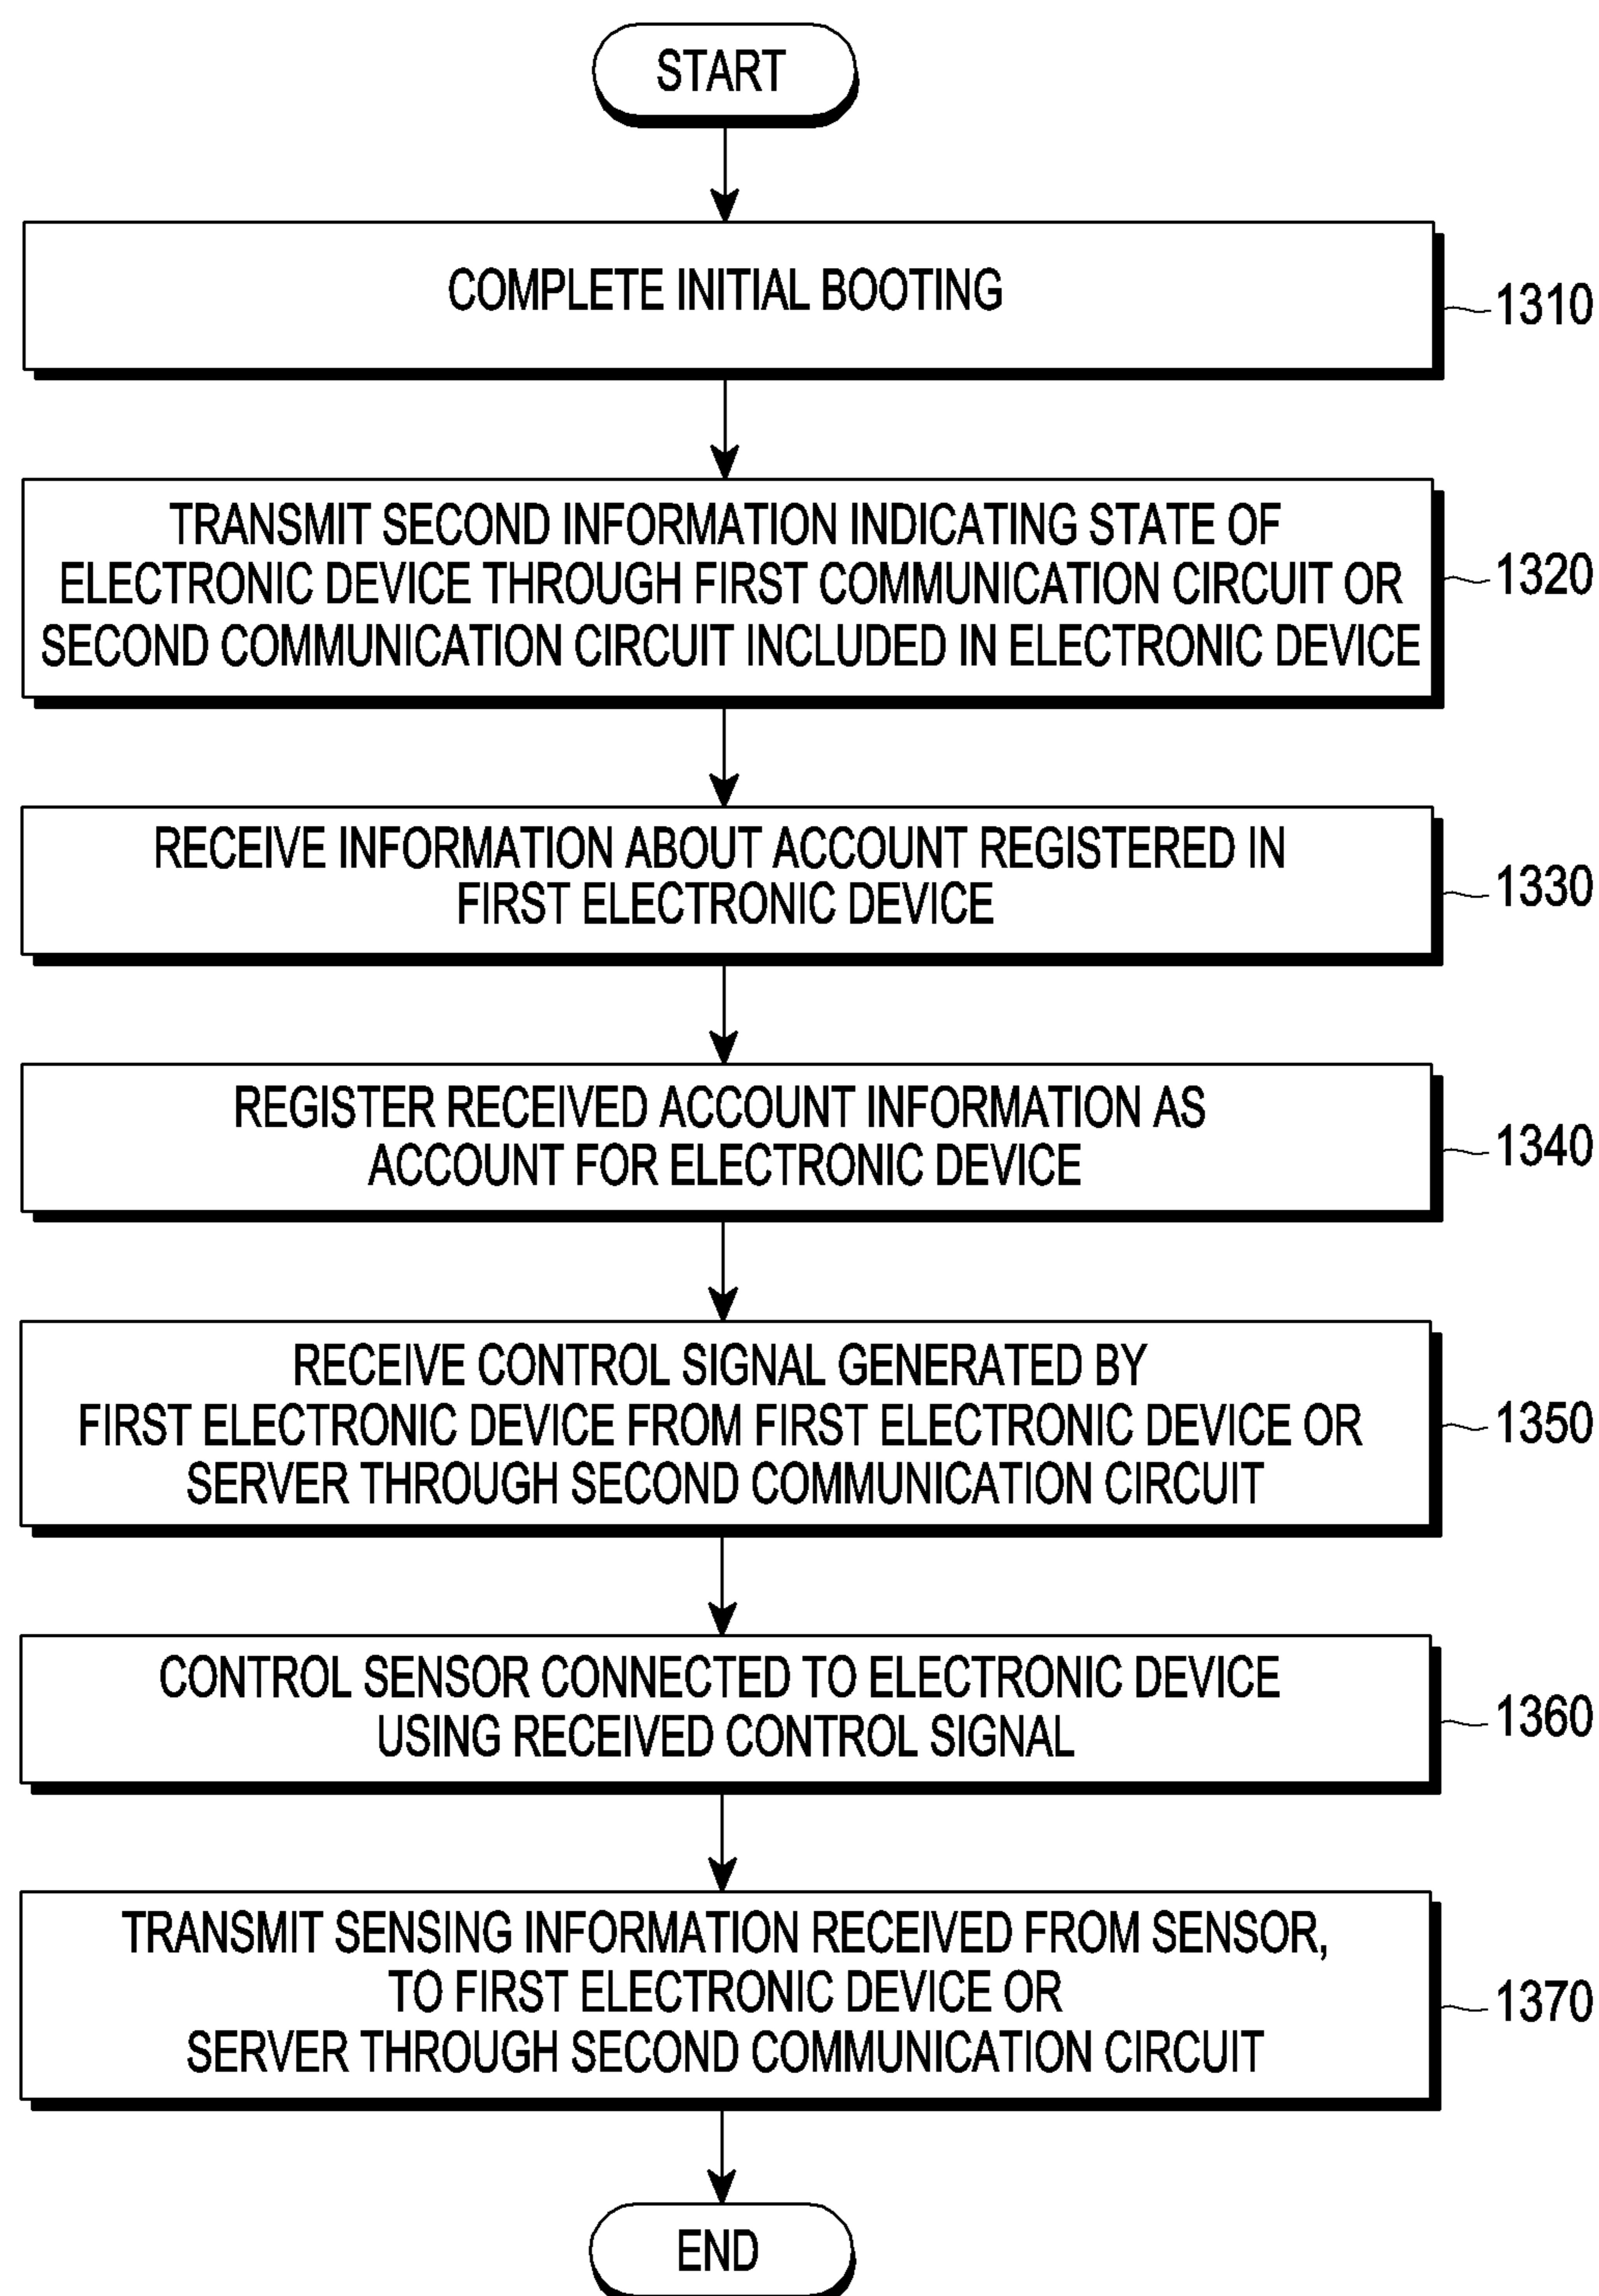 START
COMPLETE INITIAL BOOTING
1310
TRANSMIT SECOND INFORMATION INDICATING STATE OF
ELECTRONIC DEVICE THROUGH FIRST COMMUNICATION CIRCUIT OR
SECOND COMMUNICATION CIRCUIT INCLUDED IN ELECTRONIC DEVICE
1320
RECEIVE INFORMATION ABOUT ACCOUNT REGISTERED IN
FIRST ELECTRONIC DEVICE
1330
REGISTER RECEIVED ACCOUNT INFORMATION AS
ACCOUNT FOR ELECTRONIC DEVICE
1340
RECEIVE CONTROL SIGNAL GENERATED BY
FIRST ELECTRONIC DEVICE FROM FIRST ELECTRONIC DEVICE OR
SERVER THROUGH SECOND COMMUNICATION CIRCUIT
1350
CONTROL SENSOR CONNECTED TO ELECTRONIC DEVICE
USING RECEIVED CONTROL SIGNAL
1360
TRANSMIT SENSING INFORMATION RECEIVED FROM SENSOR,
TO FIRST ELECTRONIC DEVICE OR
SERVER THROUGH SECOND COMMUNICATION CIRCUIT
1370
END